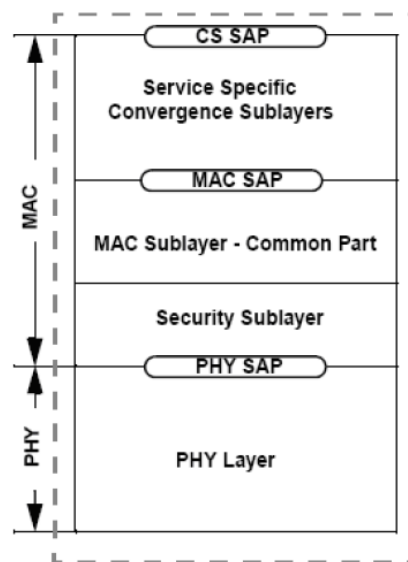 CS SAP
Service Specific
Convergence Sublayers
MAC SAP
MAC
MAC Sublayer - Common Part
Security Sublayer
PHY SAP
PHY
PHY Layer